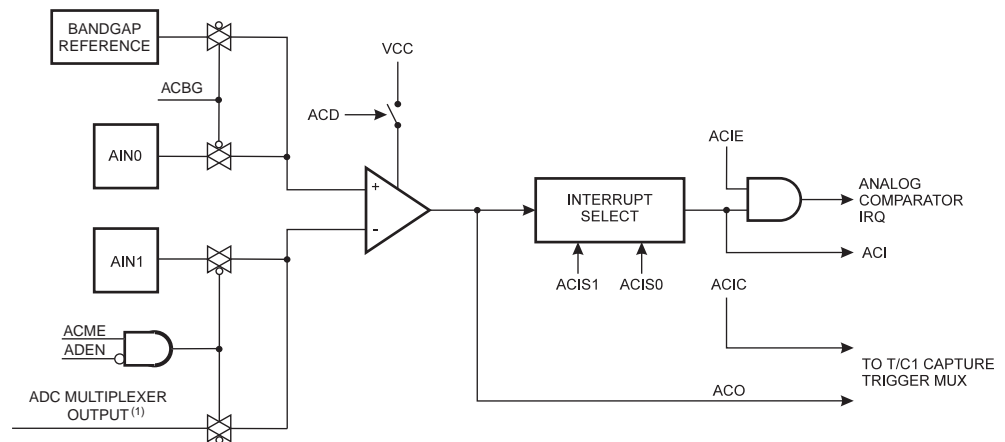 BANDGAP
REFERENCE
VCC
ACBG
ACD
AIN0
ACIE
+
-
INTERRUPT
SELECT
ANALOG
COMPARATOR
IRQ
AIN1
ACI
ACIS1 ACIS0 ACIC
ACME
ADEN
TO T/C1 CAPTURE
TRIGGER MUX
ADC MULTIPLEXER
OUTPUT (1)
ACO